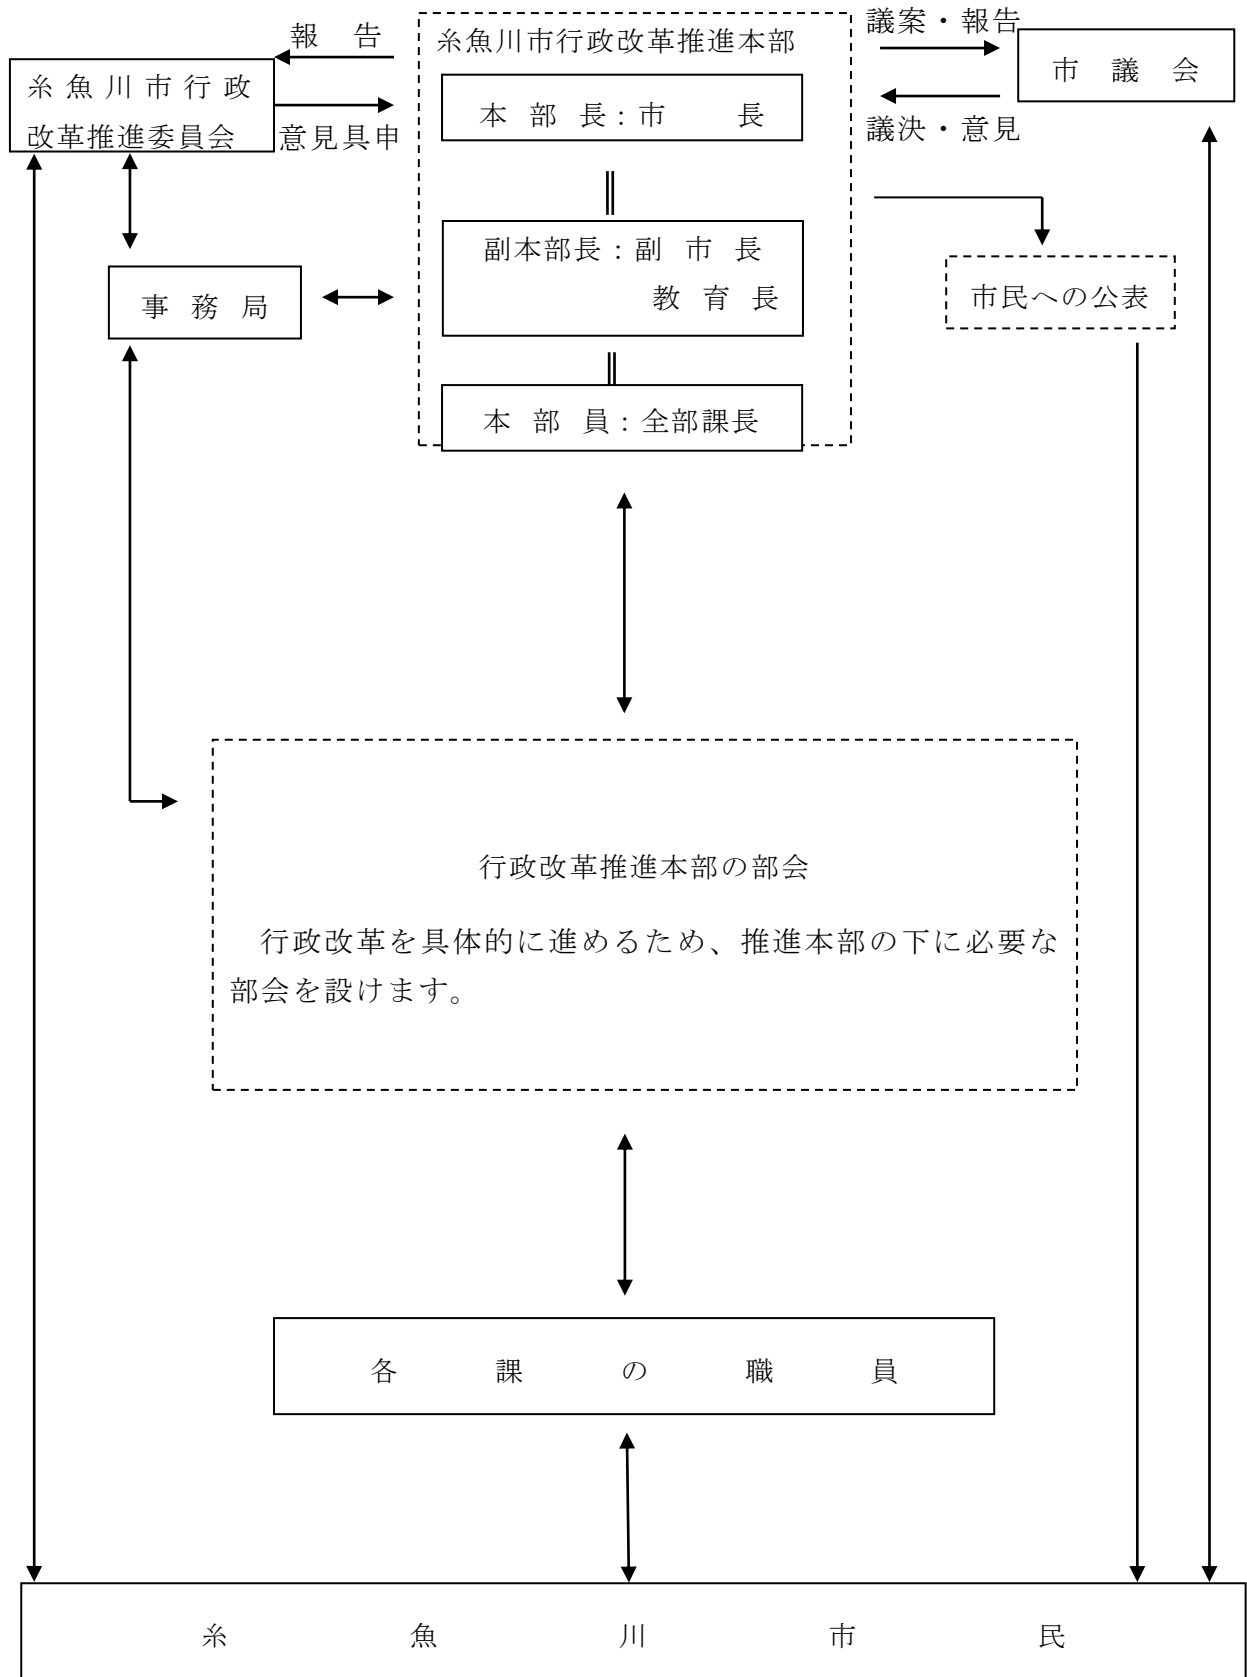 報　告
糸魚川市行政改革推進本部
議案・報告
糸魚川市行政
改革推進委員会
意見具申
本部長：市長
市議会
議決・意見
副本部長：副市長
教育長
事務局
市民への公表
本部員：全部課長
行政改革推進本部の部会
行政改革を具体的に進めるため、推進本部の下に必要な
部会を設けます。
各課の職員
糸魚川市民